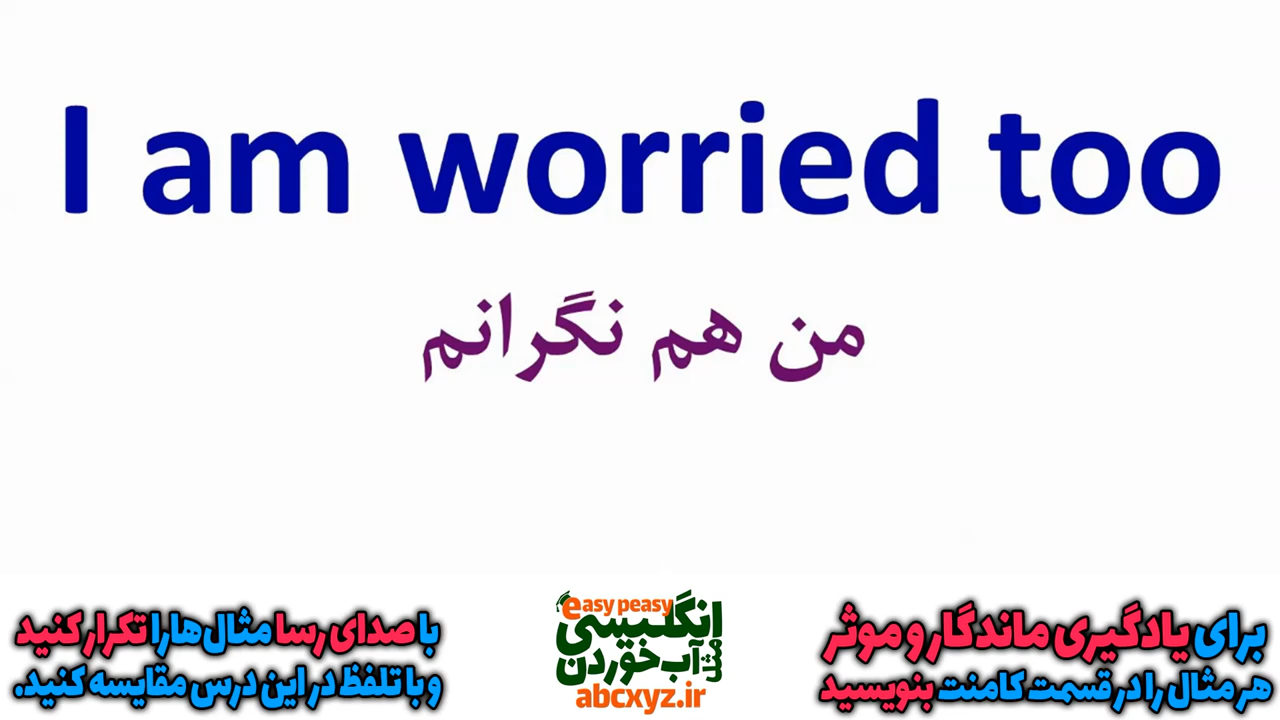 I am worried too
من هم نگرانم
برای یادگیری ماندگار و موثر
هر مثال را در قسمت کامنت بنویسید
easy peasy
انگلیسی
مثل آب خوردن
abcxyz.ir
با صدای رسا مثال‌ها را تکرار کنید
و با تلفظ در این درس مقایسه کنید.